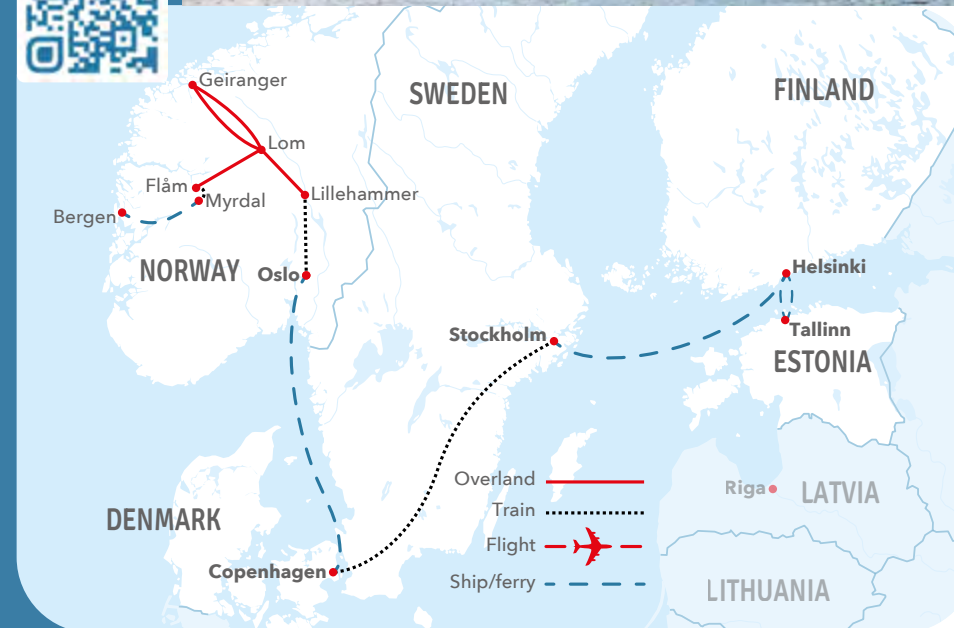 Geiranger
SWEDEN
FINLAND
Lom
Flåm
Myrdal
Lillehammer
Bergen
NORWAY
Oslo
Helsinki
Stockholm
Tallinn
ESTONIA
Overland
Riga
LATVIA
Train
DENMARK
Flight
Copenhagen
Ship/ferry
LITHUANIA